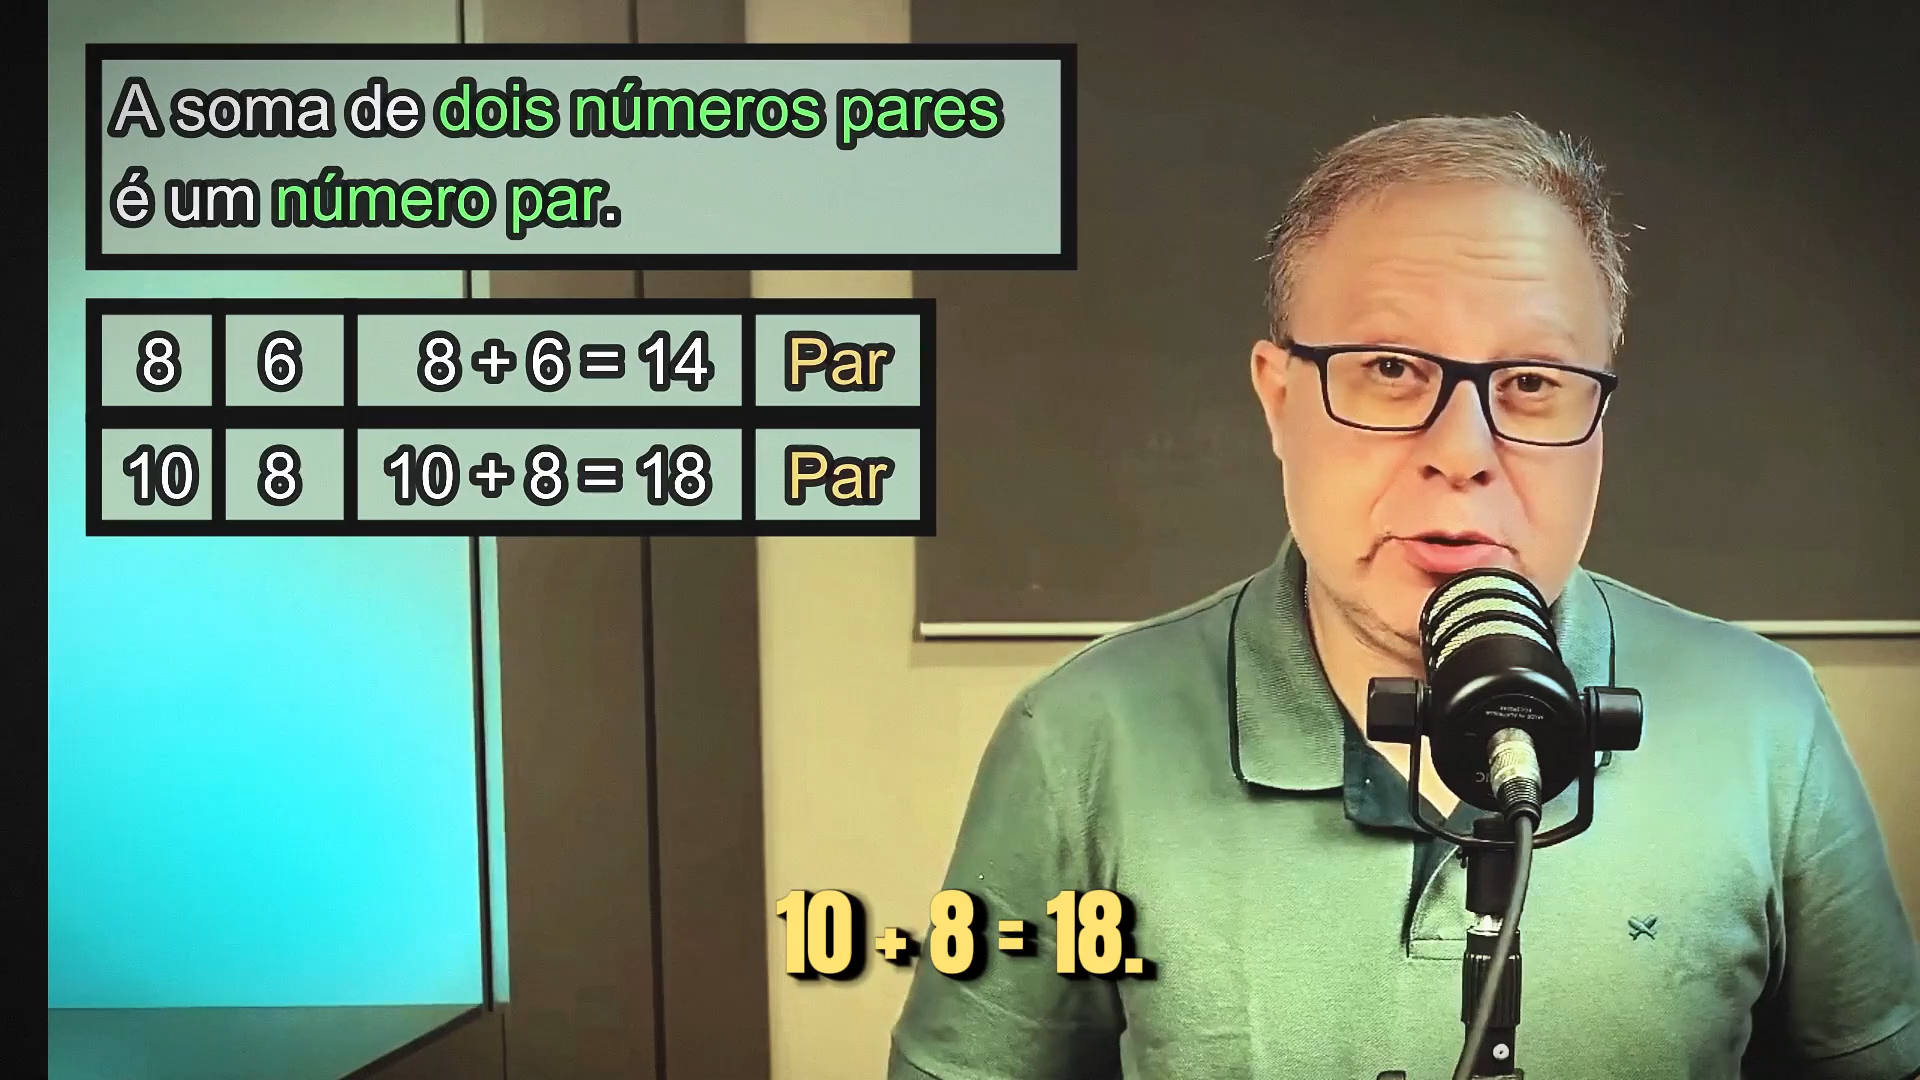 A soma de dois números pares
é um número par.
8 6 8 + 6 = 14 Par
10 8 10 + 8 = 18 Par
10 + 8 = 18.